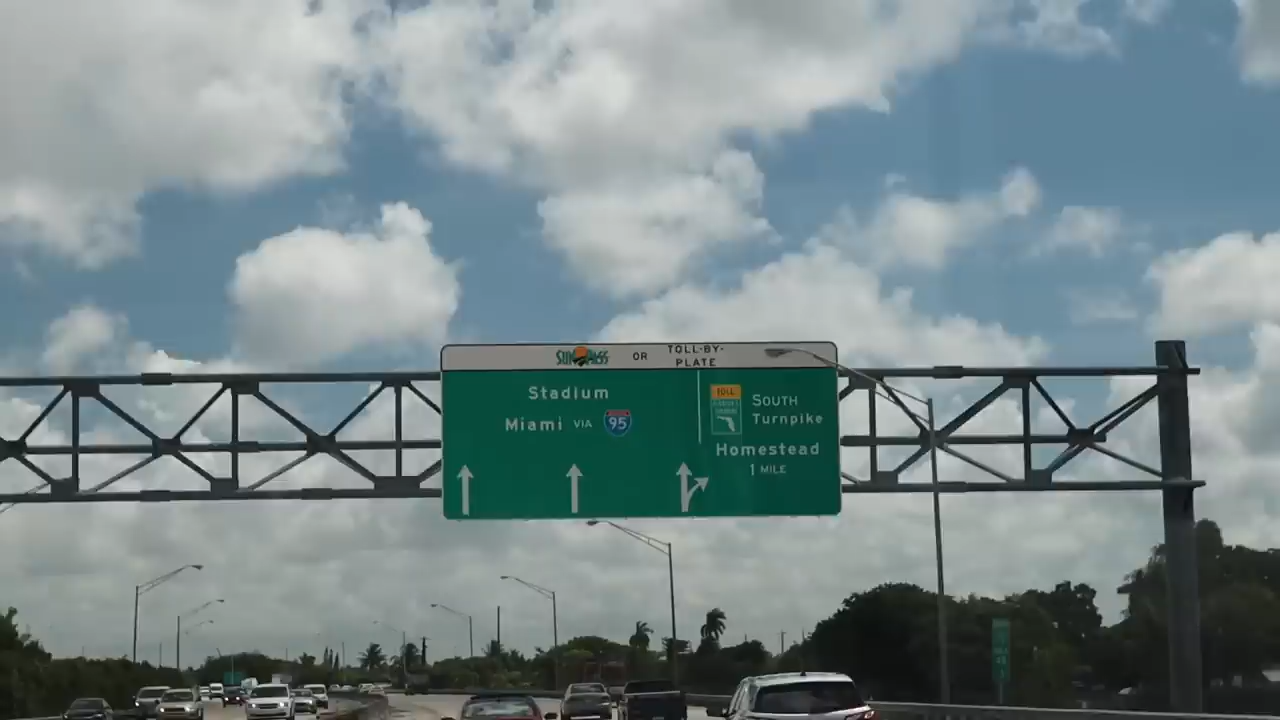 SUNPASS OR TOLL-BY-
PLATE
Stadium
Miami VIA 95
TOLL
SOUTH
Turnpike
Homestead
1 MILE